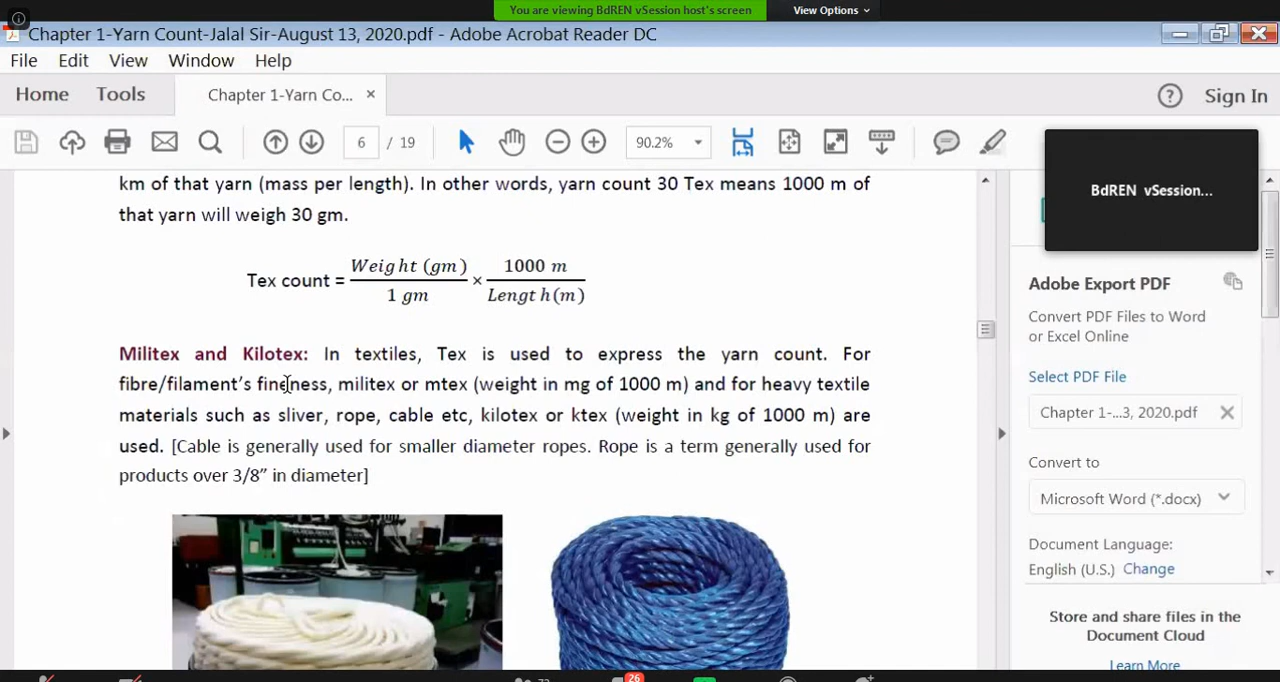 You are viewing BdREN vSession host's screen
View Options
Chapter 1-Yarn Count-Jalal Sir-August 13, 2020.pdf - Adobe Acrobat Reader DC
File Edit View Window Help
Home Tools Chapter 1-Yarn Co... × Sign In
6 / 19 90.2%
BdREN vSession...
km of that yarn (mass per length). In other words, yarn count 30 Tex means 1000 m of
that yarn will weigh 30 gm.
Weight (gm) 1000 m
Tex count = ×
1 gm Lengt h(m)
Militex and Kilotex: In textiles, Tex is used to express the yarn count. For
fibre/filament's fineness, militex or mtex (weight in mg of 1000 m) and for heavy textile
materials such as sliver, rope, cable etc, kilotex or ktex (weight in kg of 1000 m) are
used. [Cable is generally used for smaller diameter ropes. Rope is a term generally used for
products over 3/8” in diameter]
Adobe Export PDF
Convert PDF Files to Word
or Excel Online
Select PDF File
Chapter 1-...3, 2020.pdf ×
Convert to
Microsoft Word (*.docx)
Document Language:
English (U.S.) Change
Store and share files in the
Document Cloud
Learn More
26